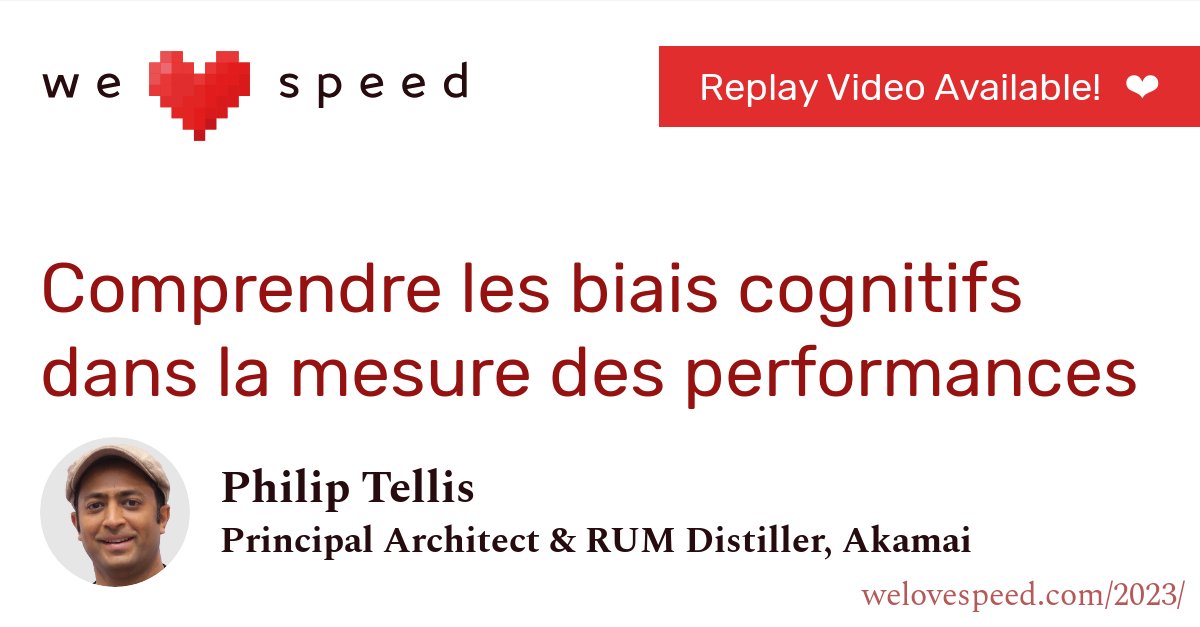 we speed
Replay Video Available! ❤
Comprendre les biais cognitifs
dans la mesure des performances
Philip Tellis
Principal Architect & RUM Distiller, Akamai
welovespeed.com/2023/